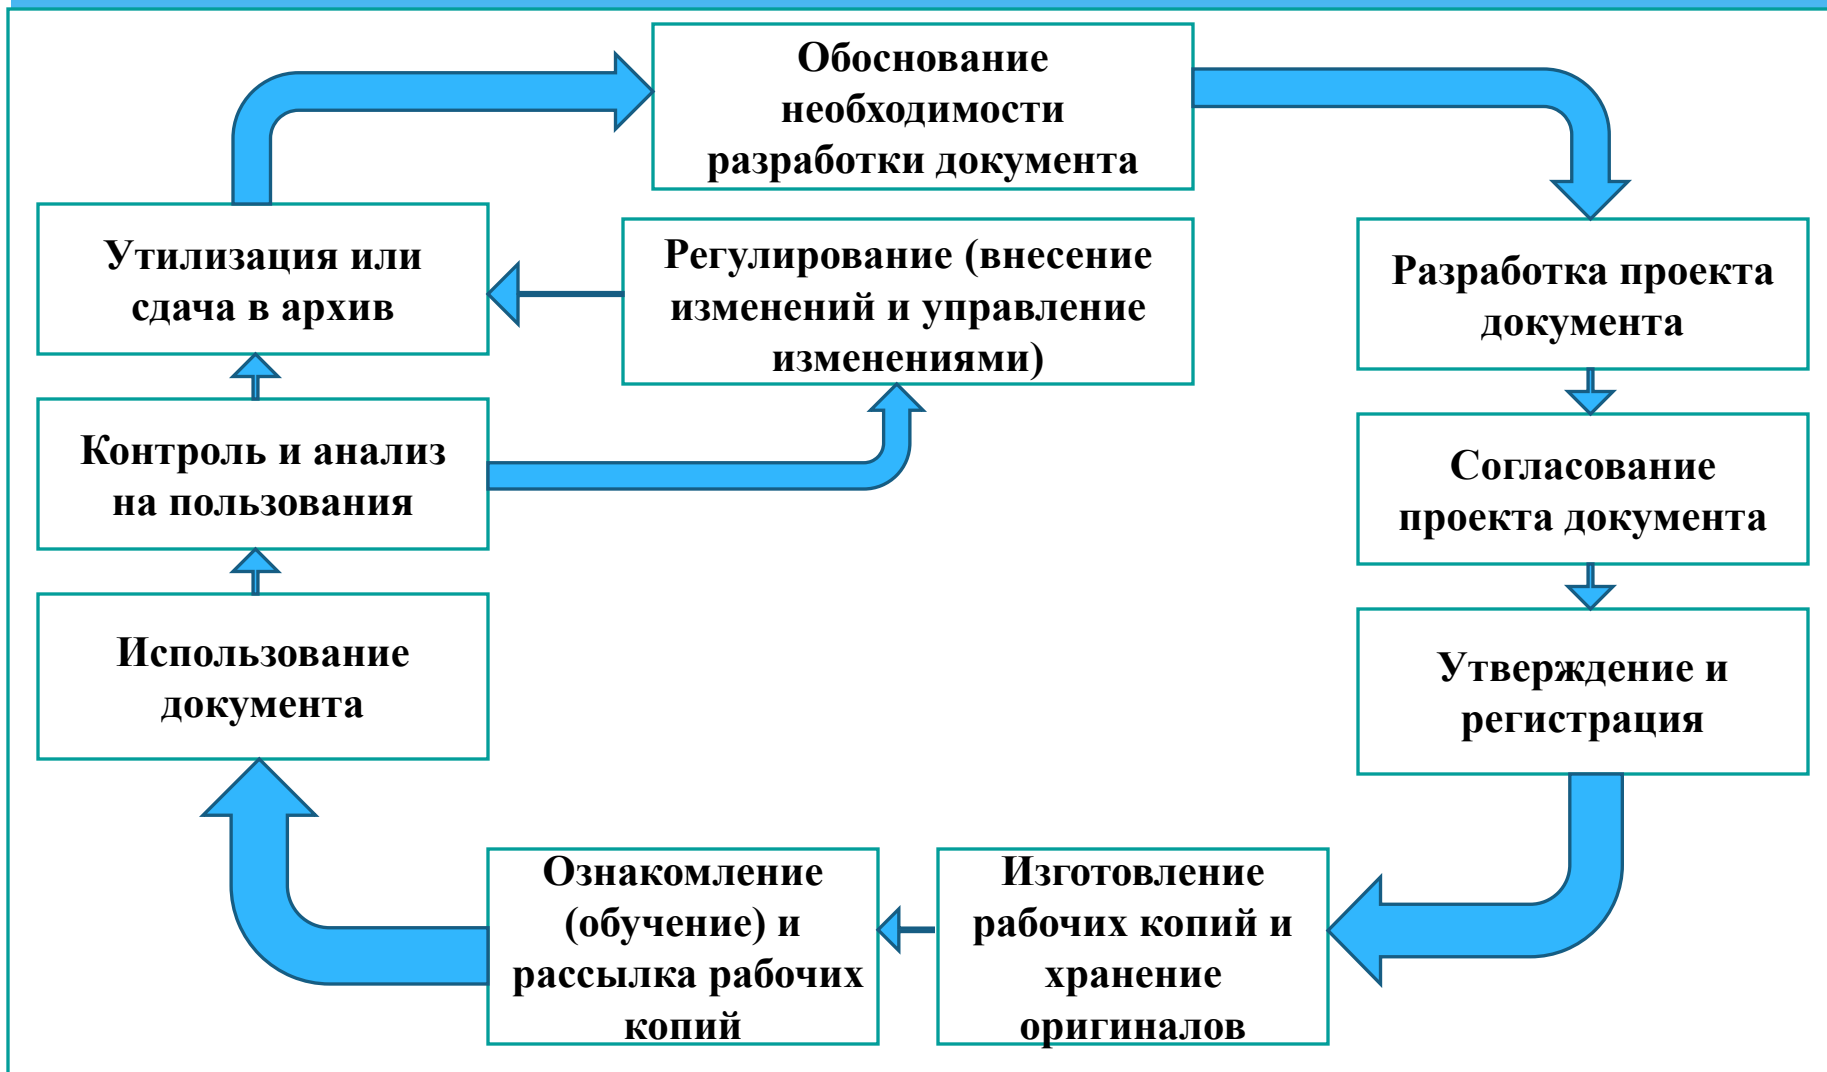 Обоснование
необходимости
разработки документа
Утилизация или
сдача в архив
Регулирование (внесение
изменений и управление
изменениями)
Разработка проекта
документа
Контроль и анализ
на пользования
Согласование
проекта документа
Использование
документа
Утверждение и
регистрация
Ознакомление
(обучение) и
рассылка рабочих
копий
Изготовление
рабочих копий и
хранение
оригиналов